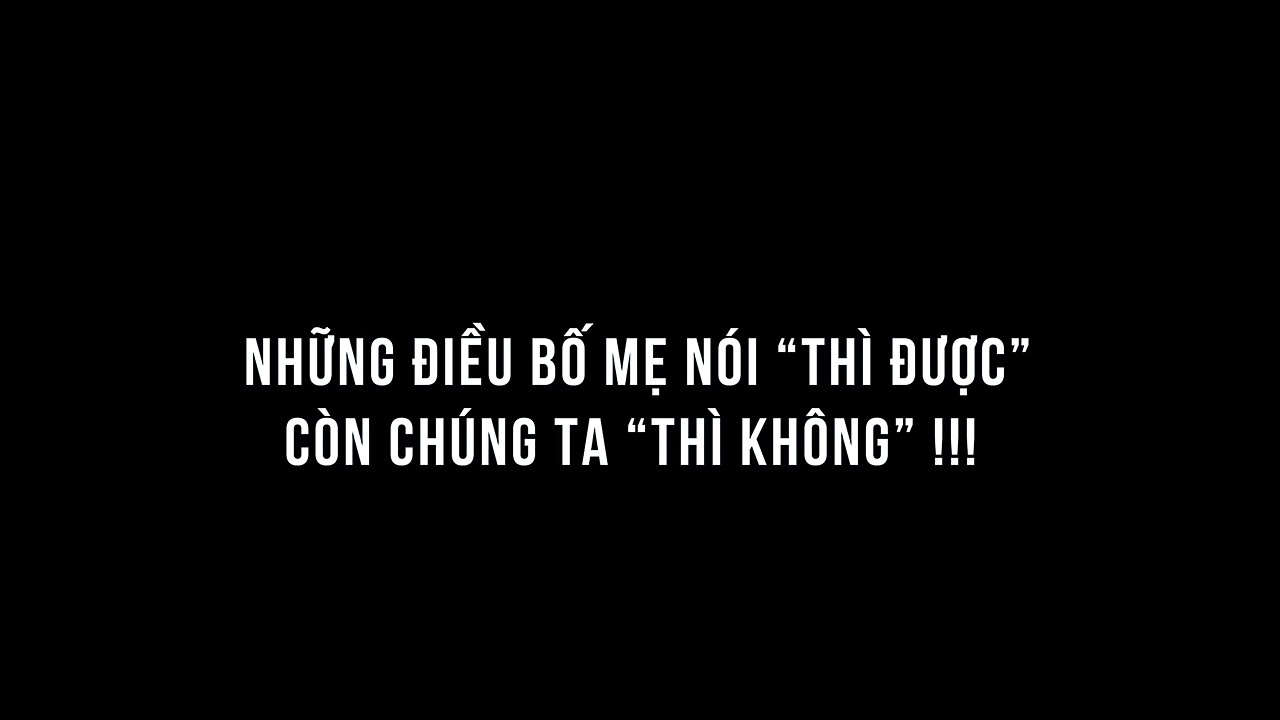 NHỮNG ĐIỀU BỐ MẸ NÓI “THÌ ĐƯỢC”
CÒN CHÚNG TA “THÌ KHÔNG” !!!